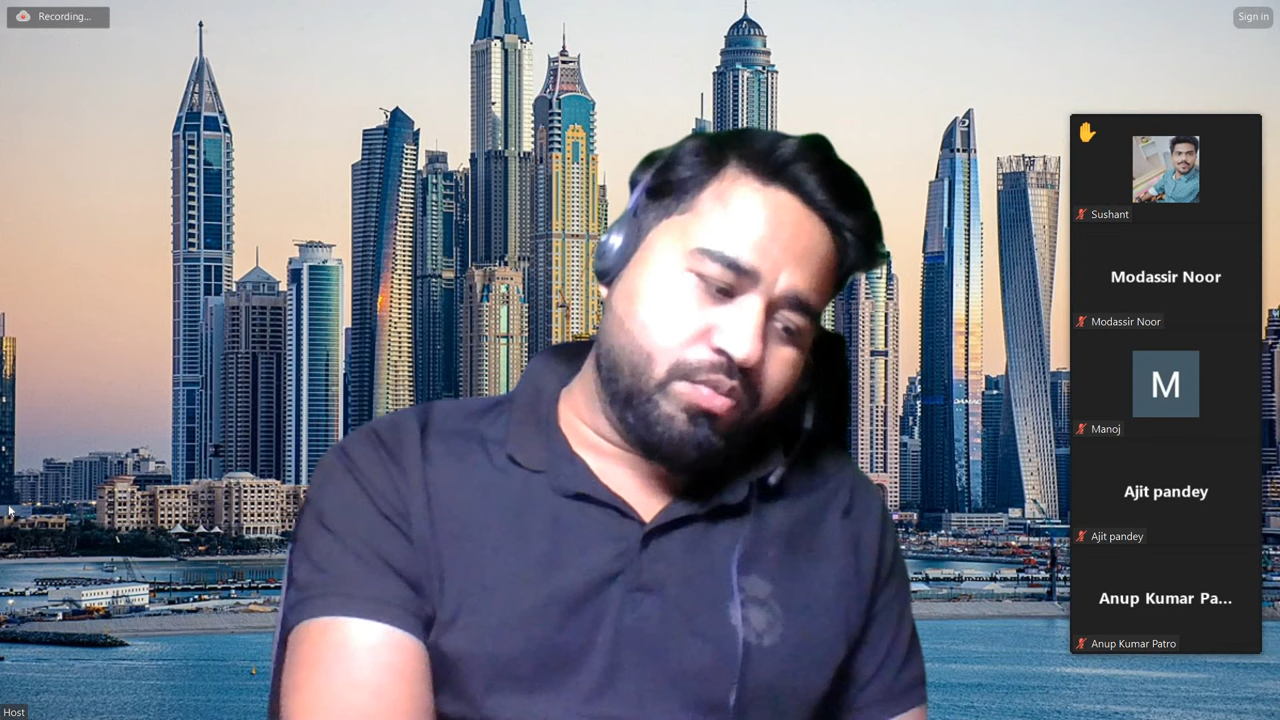 Recording...
Sign in
Sushant
Modassir Noor
Modassir Noor
M
Manoj
Ajit pandey
Ajit pandey
Anup Kumar Pa...
Anup Kumar Patro
DAMAC
Host